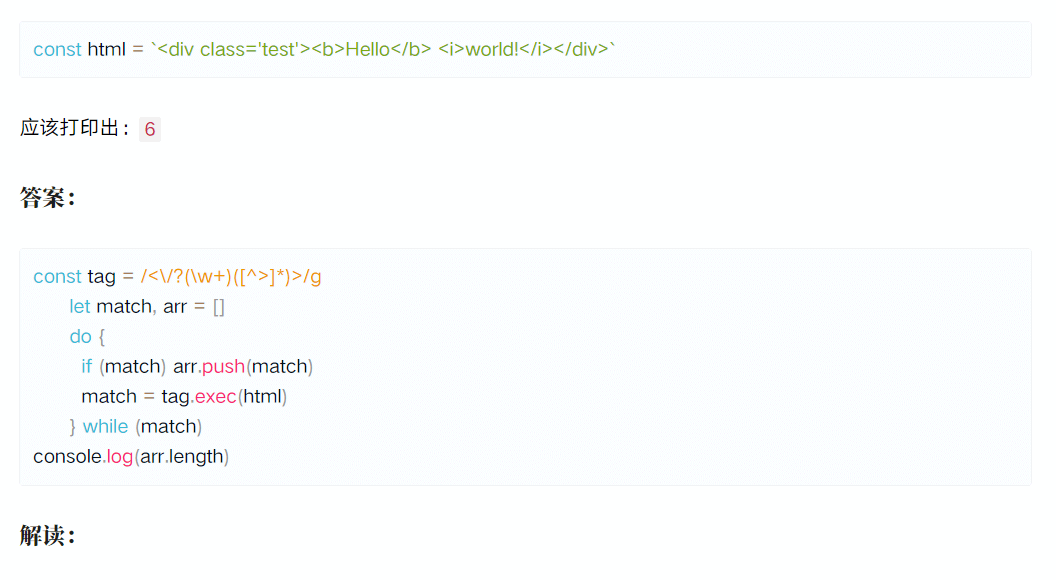 const html = `<div class='test'><b>Hello</b> <i>world!</i></div>`
应该打印出：6
答案：
const tag = /<\/?(\w+)([^>]*)>/g
let match, arr = []
do {
if (match) arr.push(match)
match = tag.exec(html)
} while (match)
console.log(arr.length)
解读：